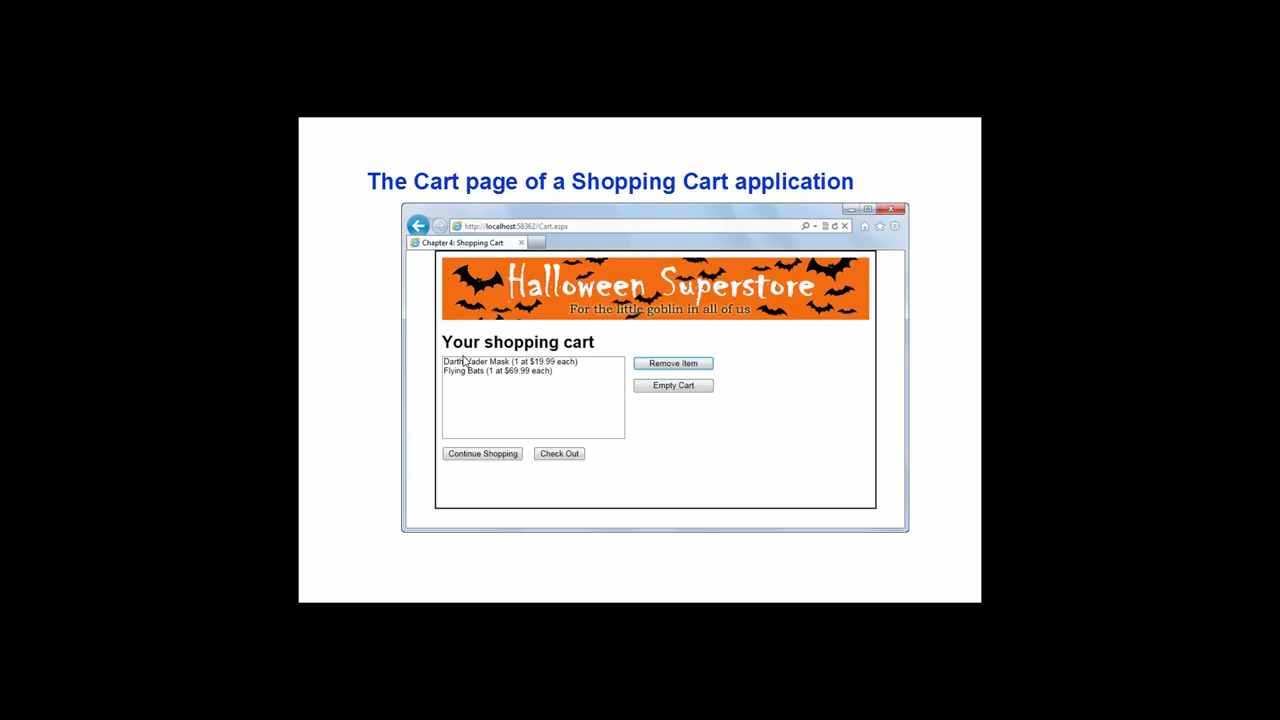 The Cart page of a Shopping Cart application
http://localhost:58362/Cart.aspx
Chapter 4: Shopping Cart
Halloween Superstore
For the little goblin in all of us
Your shopping cart
Darth Vader Mask (1 at $19.99 each)
Flying Bats (1 at $69.99 each)
Remove Item
Empty Cart
Continue Shopping
Check Out